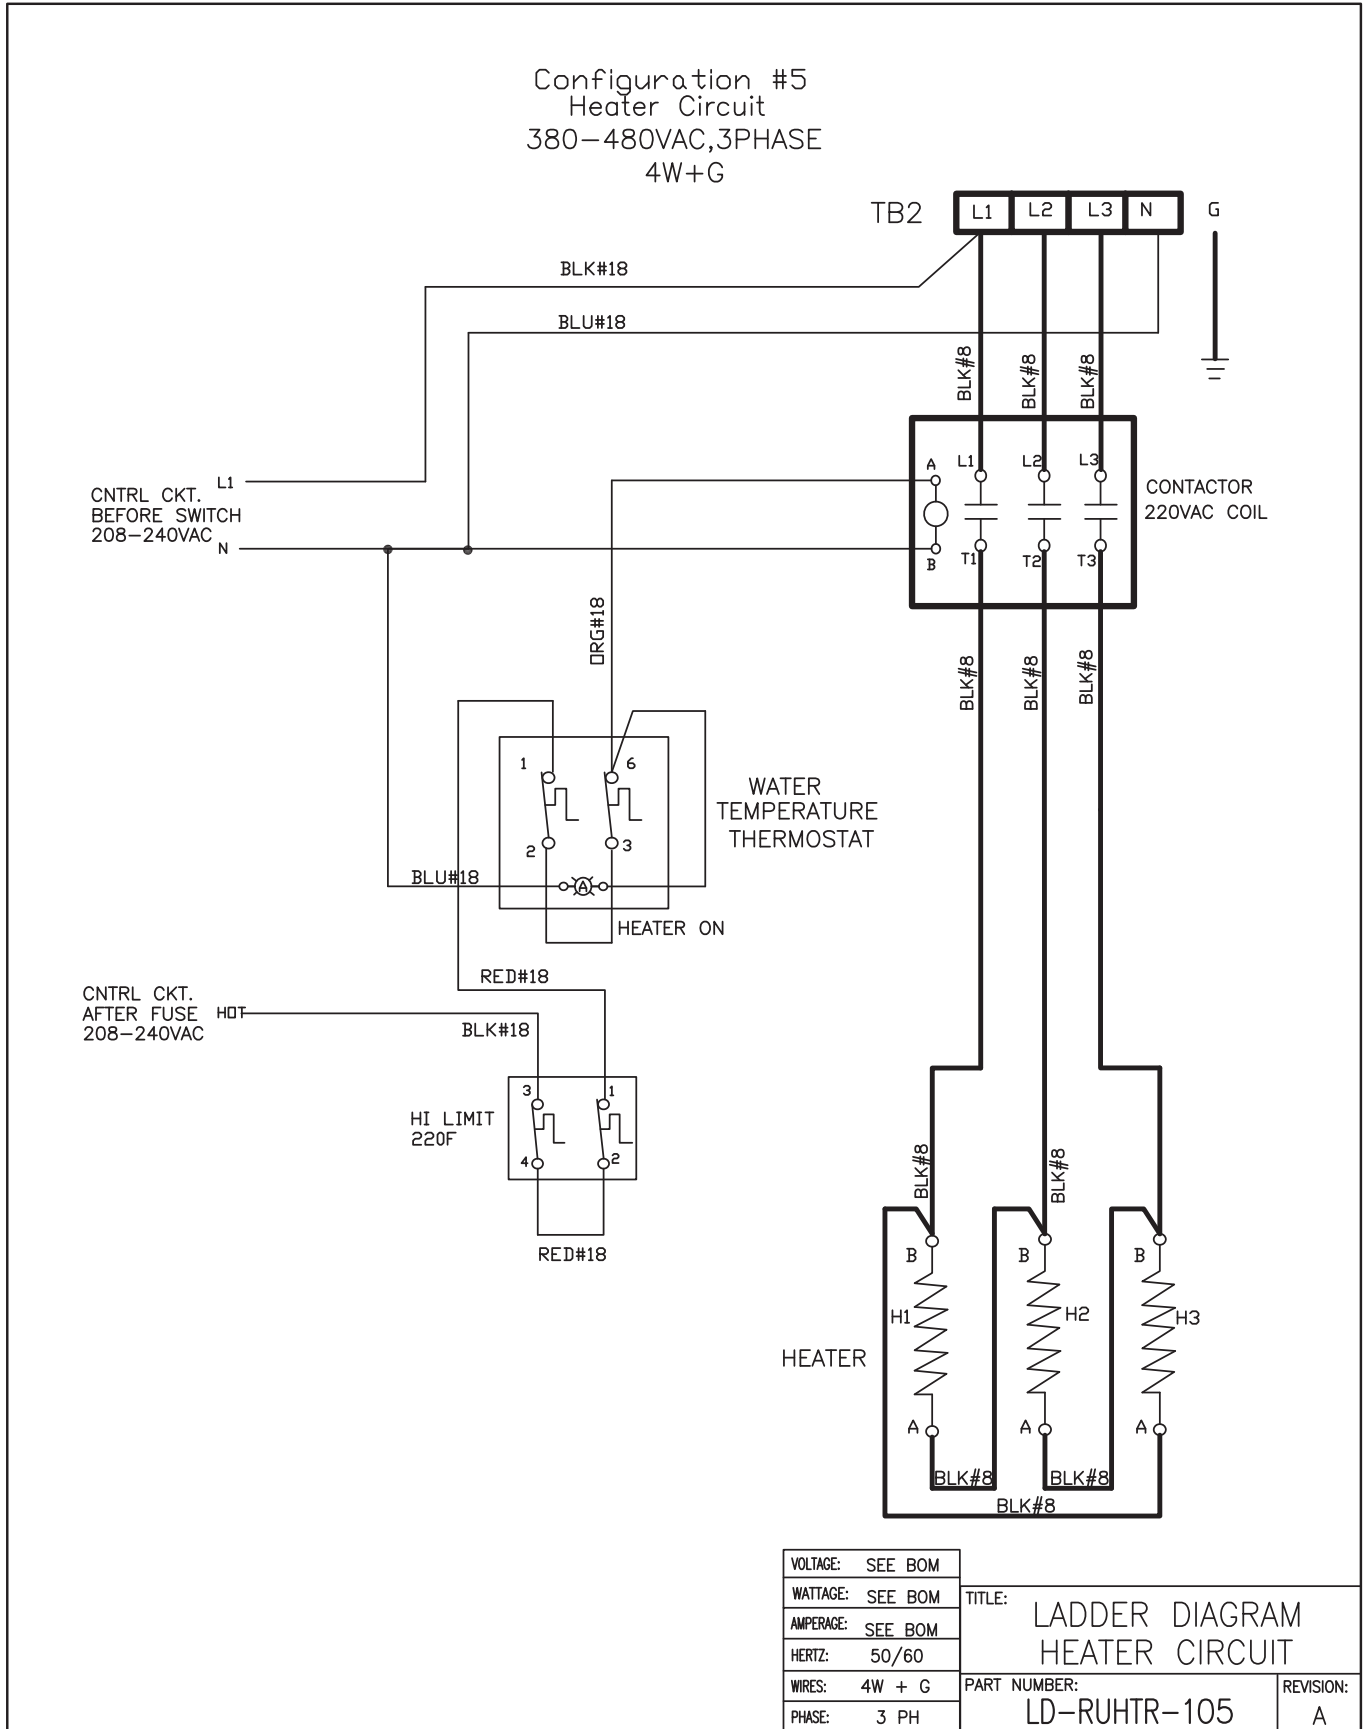 Configuration #5
Heater Circuit
380-480VAC,3PHASE
4W+G
TB2
L1 L2 L3 N G
BLK#18
BLU#18
BLK#8 BLK#8 BLK#8
L1
CNTRL CKT.
BEFORE SWITCH
208-240VAC
N
A L1 L2 L3
B T1 T2 T3
CONTACTOR
220VAC COIL
ORG#18
BLK#8 BLK#8 BLK#8
1 6
2 3
WATER
TEMPERATURE
THERMOSTAT
BLU#18
A
HEATER ON
RED#18
CNTRL CKT.
AFTER FUSE HOT
208-240VAC
BLK#18
3 1
HI LIMIT
220F
4 2
RED#18
BLK#8 BLK#8
B B B
H1 H2 H3
HEATER
A A A
BLK#8 BLK#8
BLK#8
VOLTAGE: SEE BOM
WATTAGE: SEE BOM
AMPERAGE: SEE BOM
HERTZ: 50/60
WIRES: 4W + G
PHASE: 3 PH
TITLE:
LADDER DIAGRAM
HEATER CIRCUIT
PART NUMBER:
LD-RUHTR-105
REVISION:
A